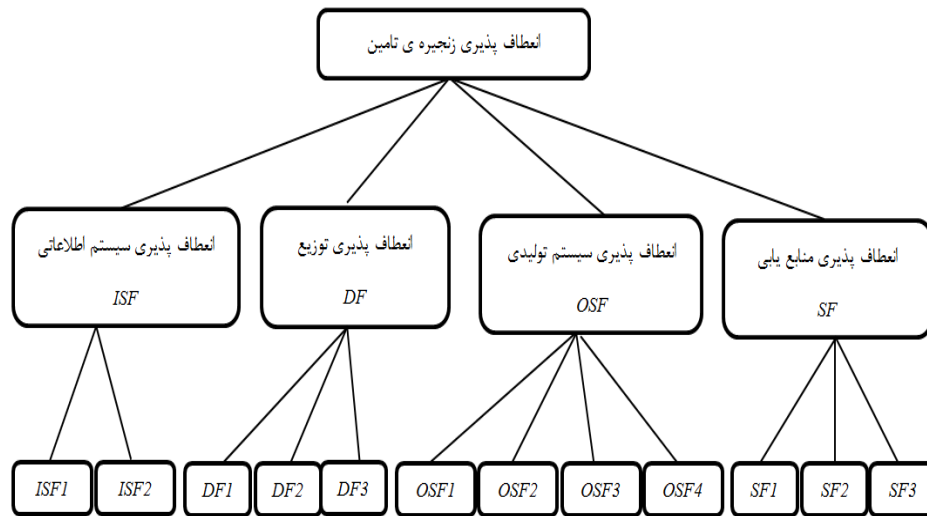 انعطاف پذیری زنجیره ی تامین
انعطاف پذیری منابع یابی
SF
انعطاف پذیری سیستم تولیدی
OSF
انعطاف پذیری توزیع
DF
انعطاف پذیری سیستم اطلاعاتی
ISF
ISF1
ISF2
DF1
DF2
DF3
OSF1
OSF2
OSF3
OSF4
SF1
SF2
SF3